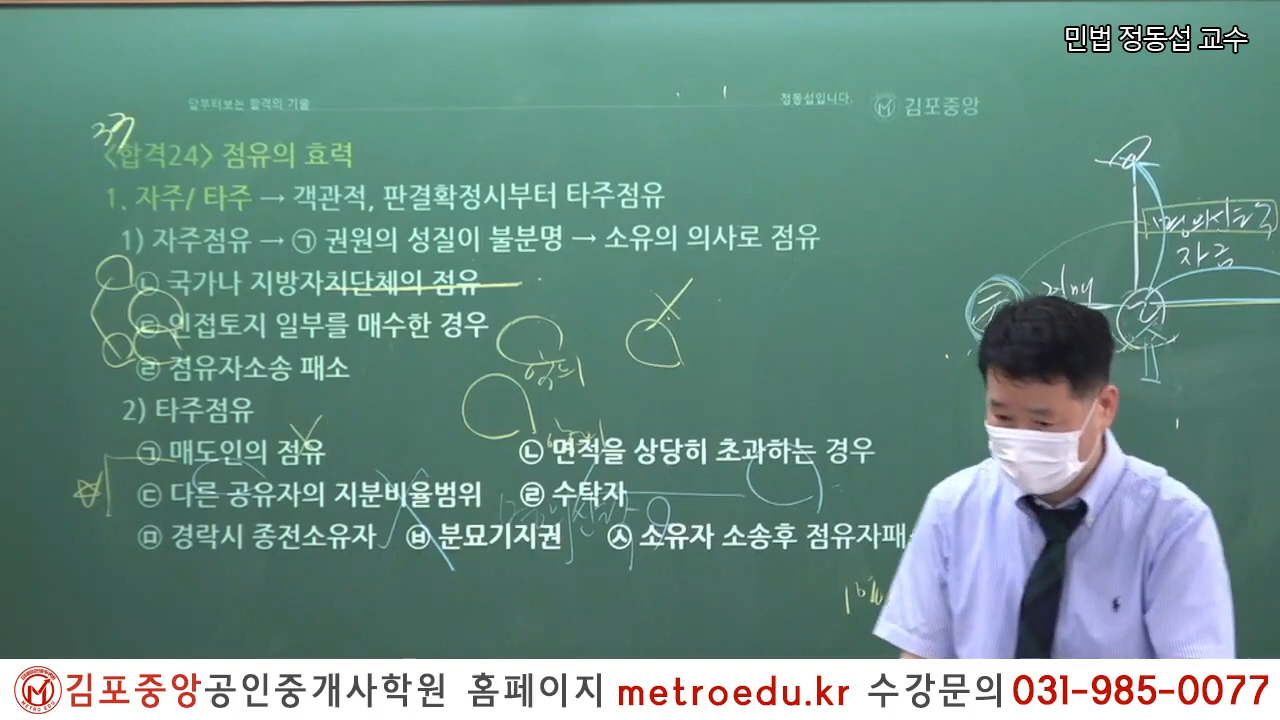 민법 정동섭 교수
답부터보는 합격의 기술
정동섭입니다.
김포중앙
33
<합격24> 점유의 효력
1. 자주/ 타주 → 객관적, 판결확정시부터 타주점유
1) 자주점유 → ㉠ 권원의 성질이 불분명 → 소유의 의사로 점유
㉡ 국가나 지방자치단체의 점유
㉢ 인접토지 일부를 매수한 경우
㉣ 점유자소송 패소
2) 타주점유
㉠ 매도인의 점유 ㉡ 면적을 상당히 초과하는 경우
㉢ 다른 공유자의 지분비율범위 ㉣ 수탁자
㉤ 경락시 종전소유자 ㉥ 분묘기지권 ㉦ 소유자 소송후 점유자패
자금
김포중앙공인중개사학원 홈페이지 metroedu.kr 수강문의 031-985-0077